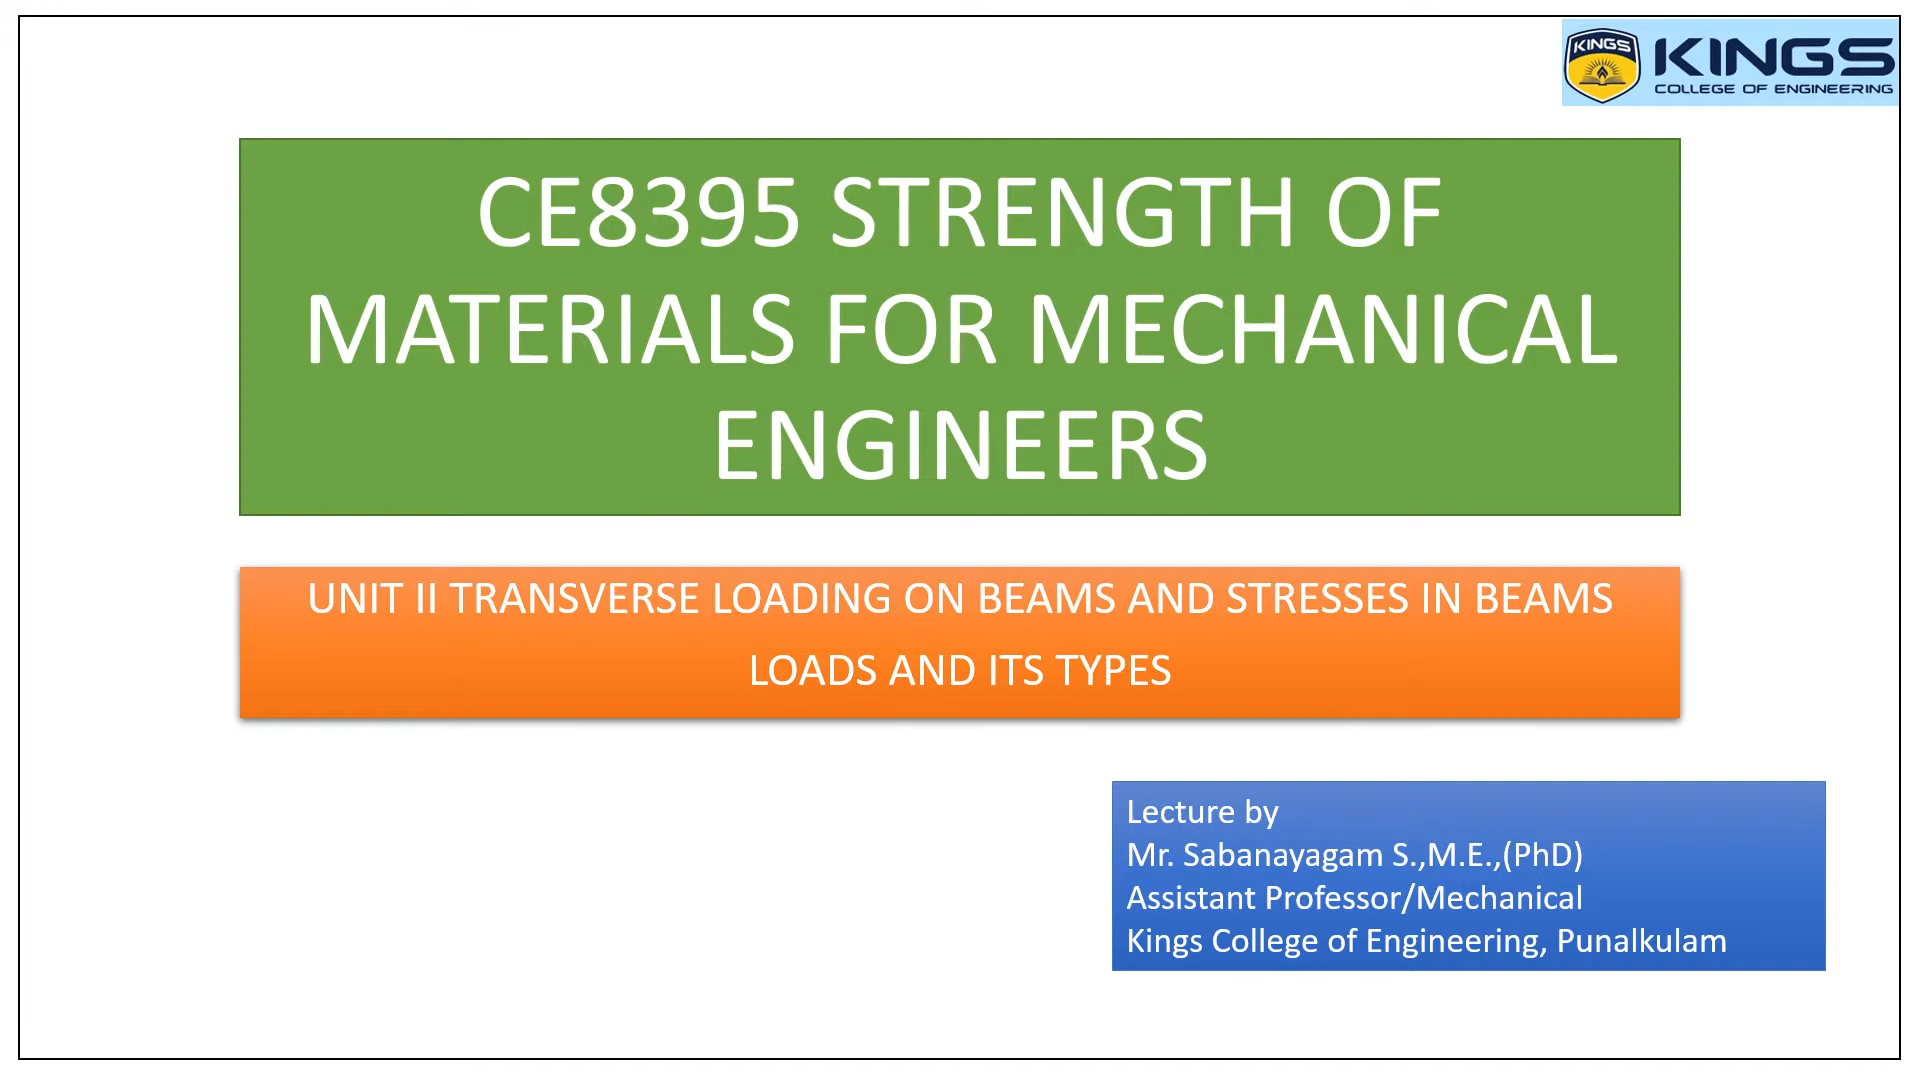 KINGS
KINGS
COLLEGE OF ENGINEERING
CE8395 STRENGTH OF
MATERIALS FOR MECHANICAL
ENGINEERS
UNIT II TRANSVERSE LOADING ON BEAMS AND STRESSES IN BEAMS
LOADS AND ITS TYPES
Lecture by
Mr. Sabanayagam S.,M.E.,(PhD)
Assistant Professor/Mechanical
Kings College of Engineering, Punalkulam